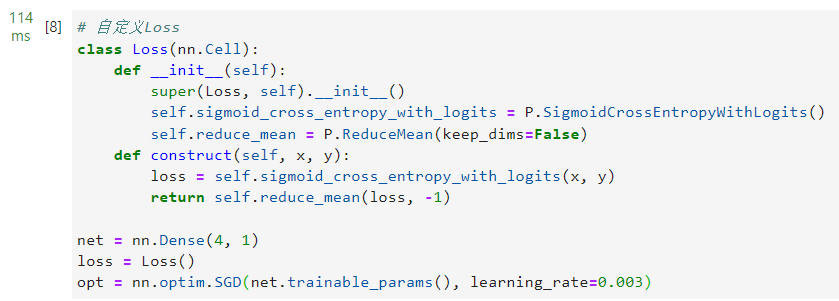 114
ms
[8]
# 自定义Loss
class Loss(nn.Cell):
    def __init__(self):
        super(Loss, self).__init__()
        self.sigmoid_cross_entropy_with_logits = P.SigmoidCrossEntropyWithLogits()
        self.reduce_mean = P.ReduceMean(keep_dims=False)
    def construct(self, x, y):
        loss = self.sigmoid_cross_entropy_with_logits(x, y)
        return self.reduce_mean(loss, -1)

net = nn.Dense(4, 1)
loss = Loss()
opt = nn.optim.SGD(net.trainable_params(), learning_rate=0.003)